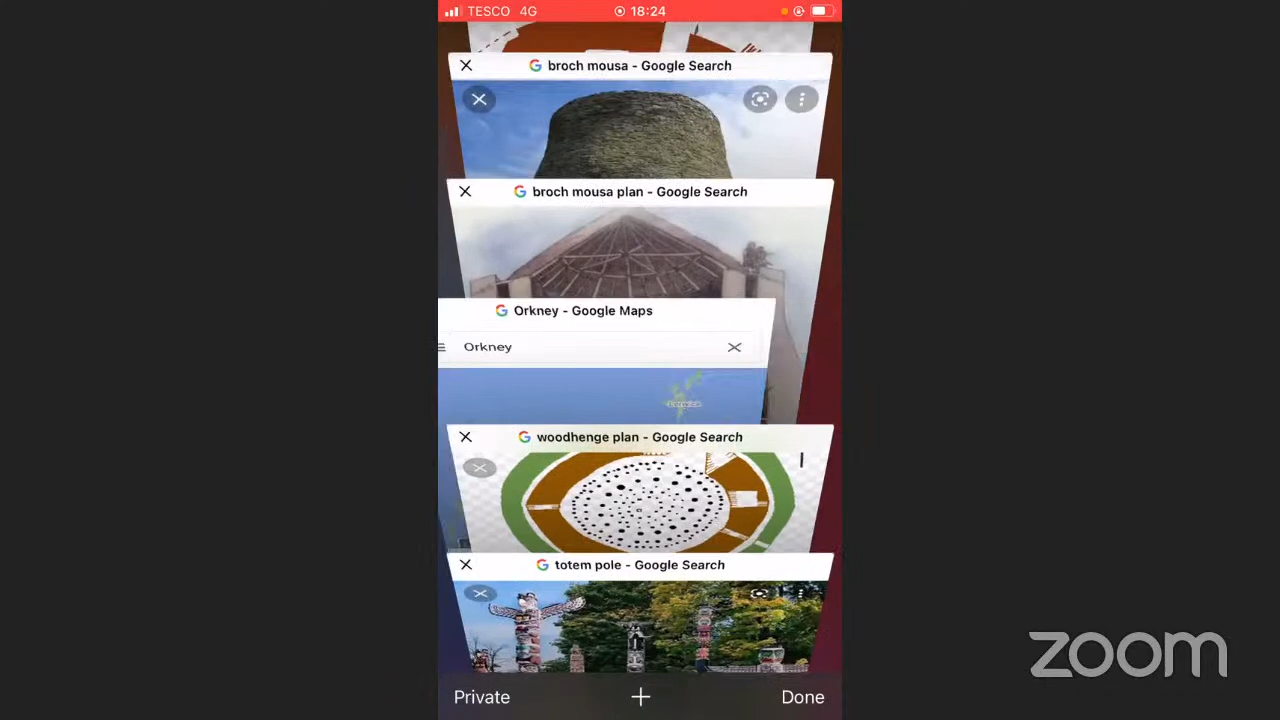 TESCO 4G 18:24
broch mousa - Google Search
broch mousa plan - Google Search
Orkney - Google Maps
Orkney
Lerwick
woodhenge plan - Google Search
totem pole - Google Search
Private + Done
zoom